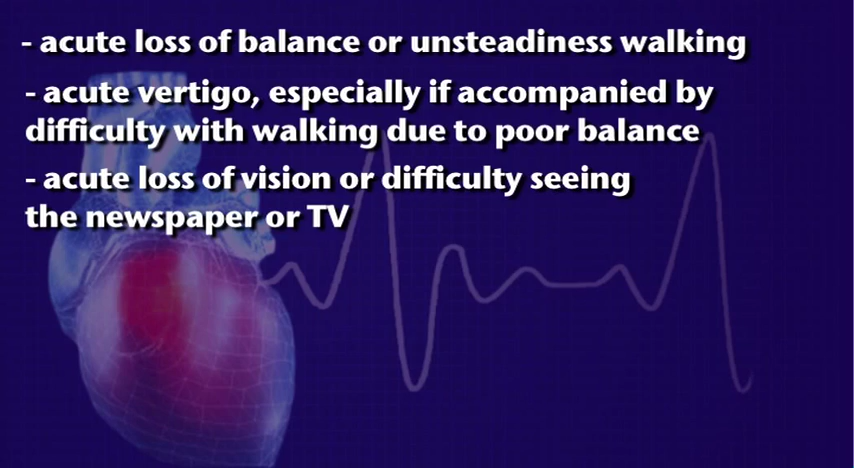 - acute loss of balance or unsteadiness walking
- acute vertigo, especially if accompanied by
difficulty with walking due to poor balance
- acute loss of vision or difficulty seeing
the newspaper or TV